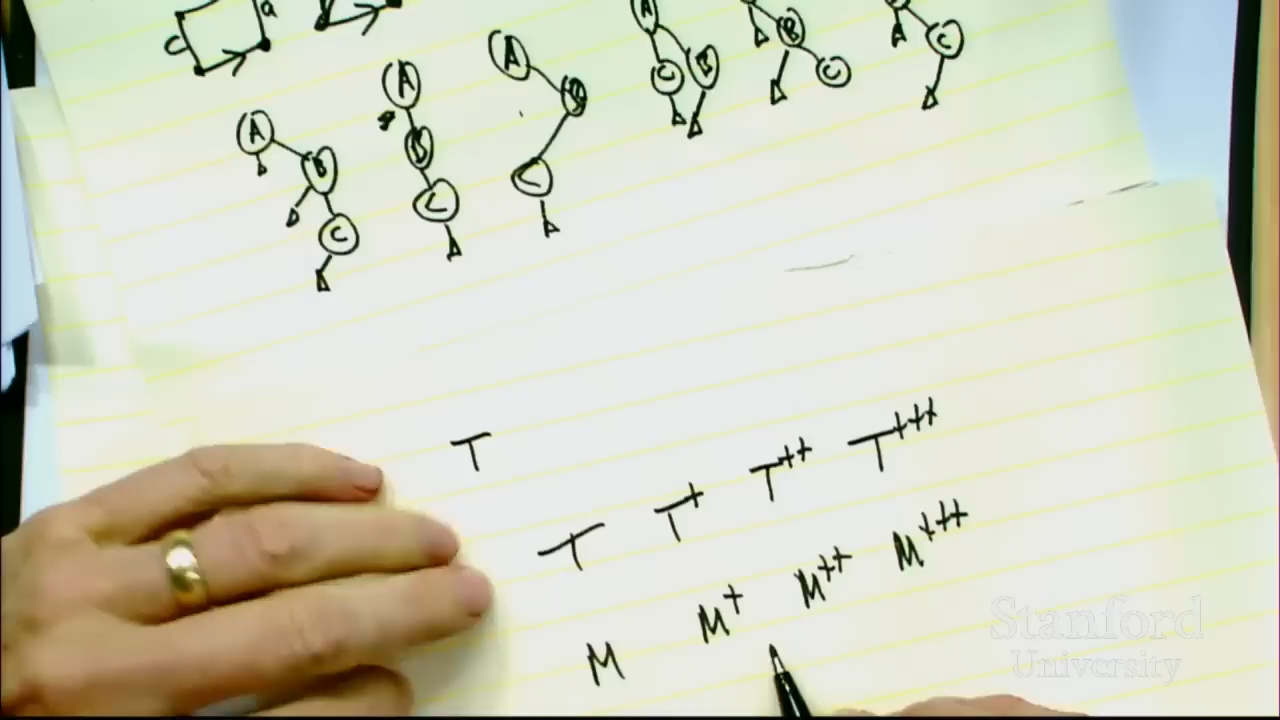 a
c
A B C
A B C
A B C
A B C
B C
C
T
T T⁺ T⁺⁺ T⁺⁺⁺
M M⁺ M⁺⁺ M⁺⁺⁺
Stanford
University